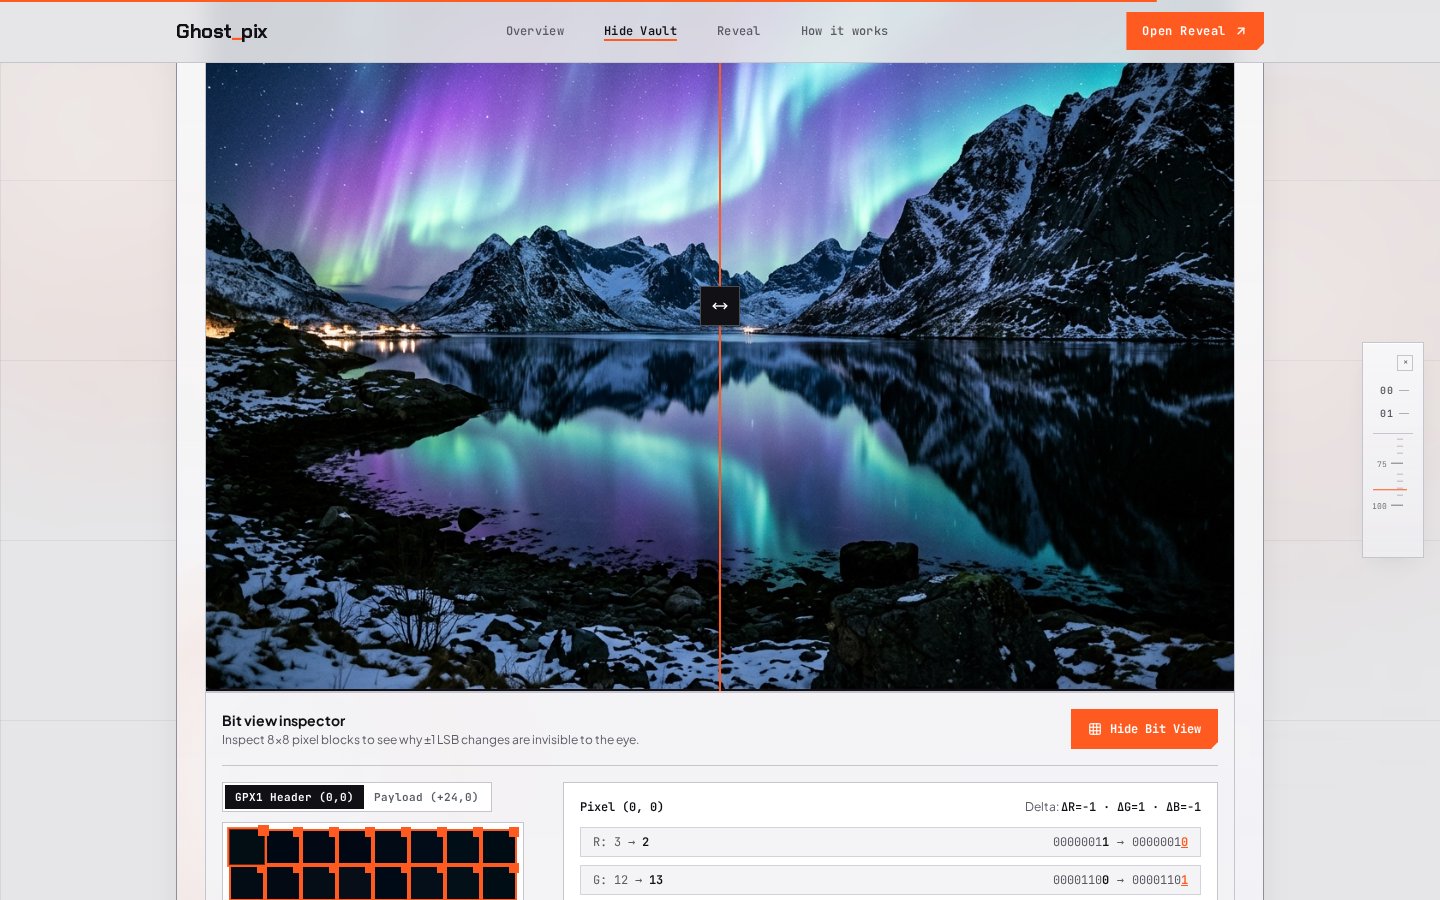 Ghost_pix
Overview
Hide Vault
Reveal
How it works
Open Reveal
×
00
01
75
100
Bit view inspector
Inspect 8×8 pixel blocks to see why ±1 LSB changes are invisible to the eye.
Hide Bit View
GPX1 Header (0,0)
Payload (+24,0)
Pixel (0, 0)
Delta: ΔR=-1 · ΔG=1 · ΔB=-1
R: 3 → 2
00000011 → 00000010
G: 12 → 13
00001100 → 00001101